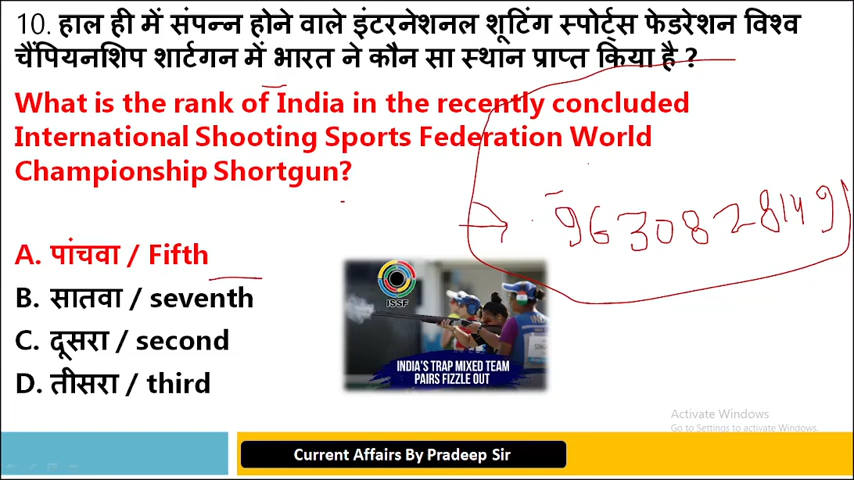 10. हाल ही में संपन्न होने वाले इंटरनेशनल शूटिंग स्पोर्ट्स फेडरेशन विश्व
चैंपियनशिप शार्टगन में भारत ने कौन सा स्थान प्राप्त किया है ?
What is the rank of India in the recently concluded
International Shooting Sports Federation World
Championship Shortgun?
9630828149
A. पांचवा / Fifth
B. सातवा / seventh
C. दूसरा / second
D. तीसरा / third
ISSF
INDIA'S TRAP MIXED TEAM
PAIRS FIZZLE OUT
Activate Windows
Go to Settings to activate Windows.
Current Affairs By Pradeep Sir